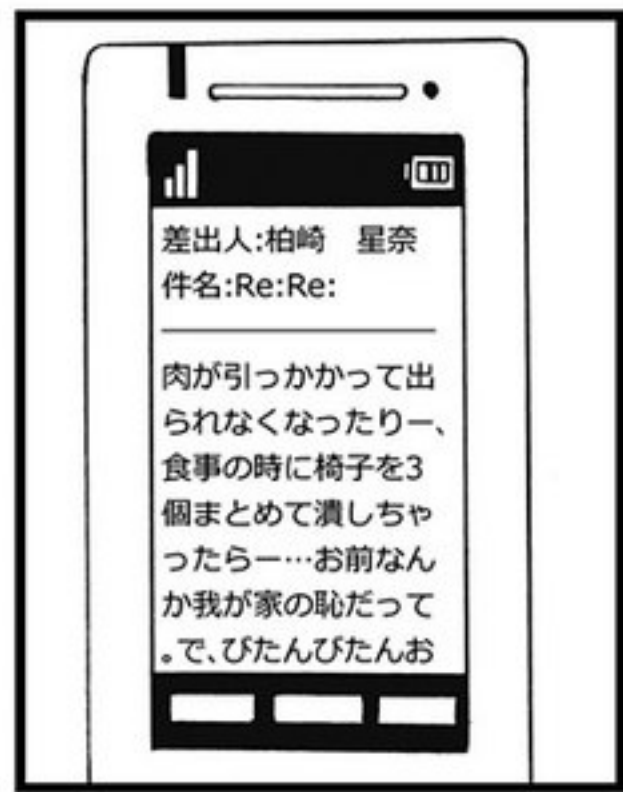 差出人:柏崎　星奈
件名:Re:Re:
肉が引っかかって出
られなくなったりー、
食事の時に椅子を3
個まとめて潰しちゃ
ったらー…お前なん
か我が家の恥だって
。で、びたんびたんお